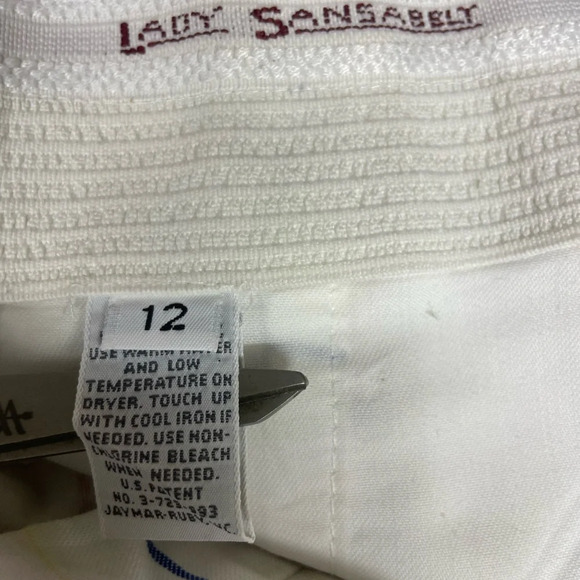 LADY SANSABELT
12
USE WARM WATER
AND LOW
TEMPERATURE ON
DRYER. TOUCH UP
WITH COOL IRON IF
NEEDED. USE NON-
CHLORINE BLEACH
WHEN NEEDED.
U.S. PATENT
JAYMAR-RUBY, INC.